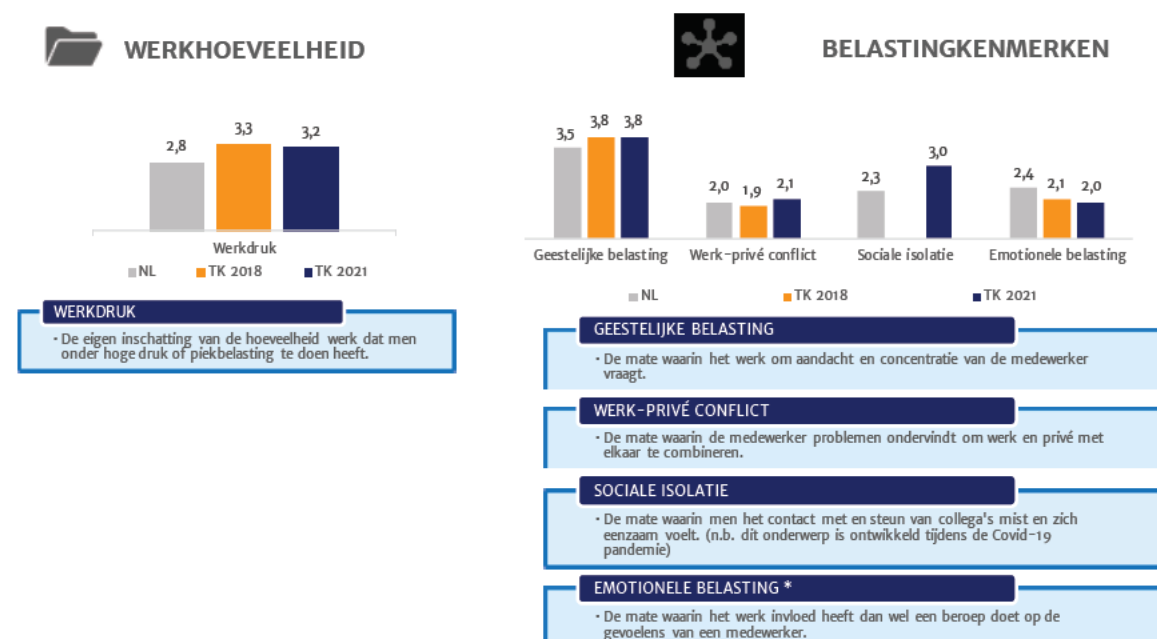 WERKHOEVEELHEID
2,8
3,3
3,2
Werkdruk
NL
TK 2018
TK 2021
WERKDRUK
· De eigen inschatting van de hoeveelheid werk dat men
onder hoge druk of piekbelasting te doen heeft.
BELASTINGKENMERKEN
3,5
3,8
3,8
2,0
1,9
2,1
2,3
3,0
2,4
2,1
2,0
Geestelijke belasting
Werk-privé conflict
Sociale isolatie
Emotionele belasting
NL
TK 2018
TK 2021
GEESTELIJKE BELASTING
· De mate waarin het werk om aandacht en concentratie van de medewerker
vraagt.
WERK-PRIVÉ CONFLICT
· De mate waarin de medewerker problemen ondervindt om werk en privé met
elkaar te combineren.
SOCIALE ISOLATIE
· De mate waarin men het contact met en steun van collega's mist en zich
eenzaam voelt. (n.b. dit onderwerp is ontwikkeld tijdens de Covid-19
pandemie)
EMOTIONELE BELASTING *
· De mate waarin het werk invloed heeft dan wel een beroep doet op de
gevoelens van een medewerker.